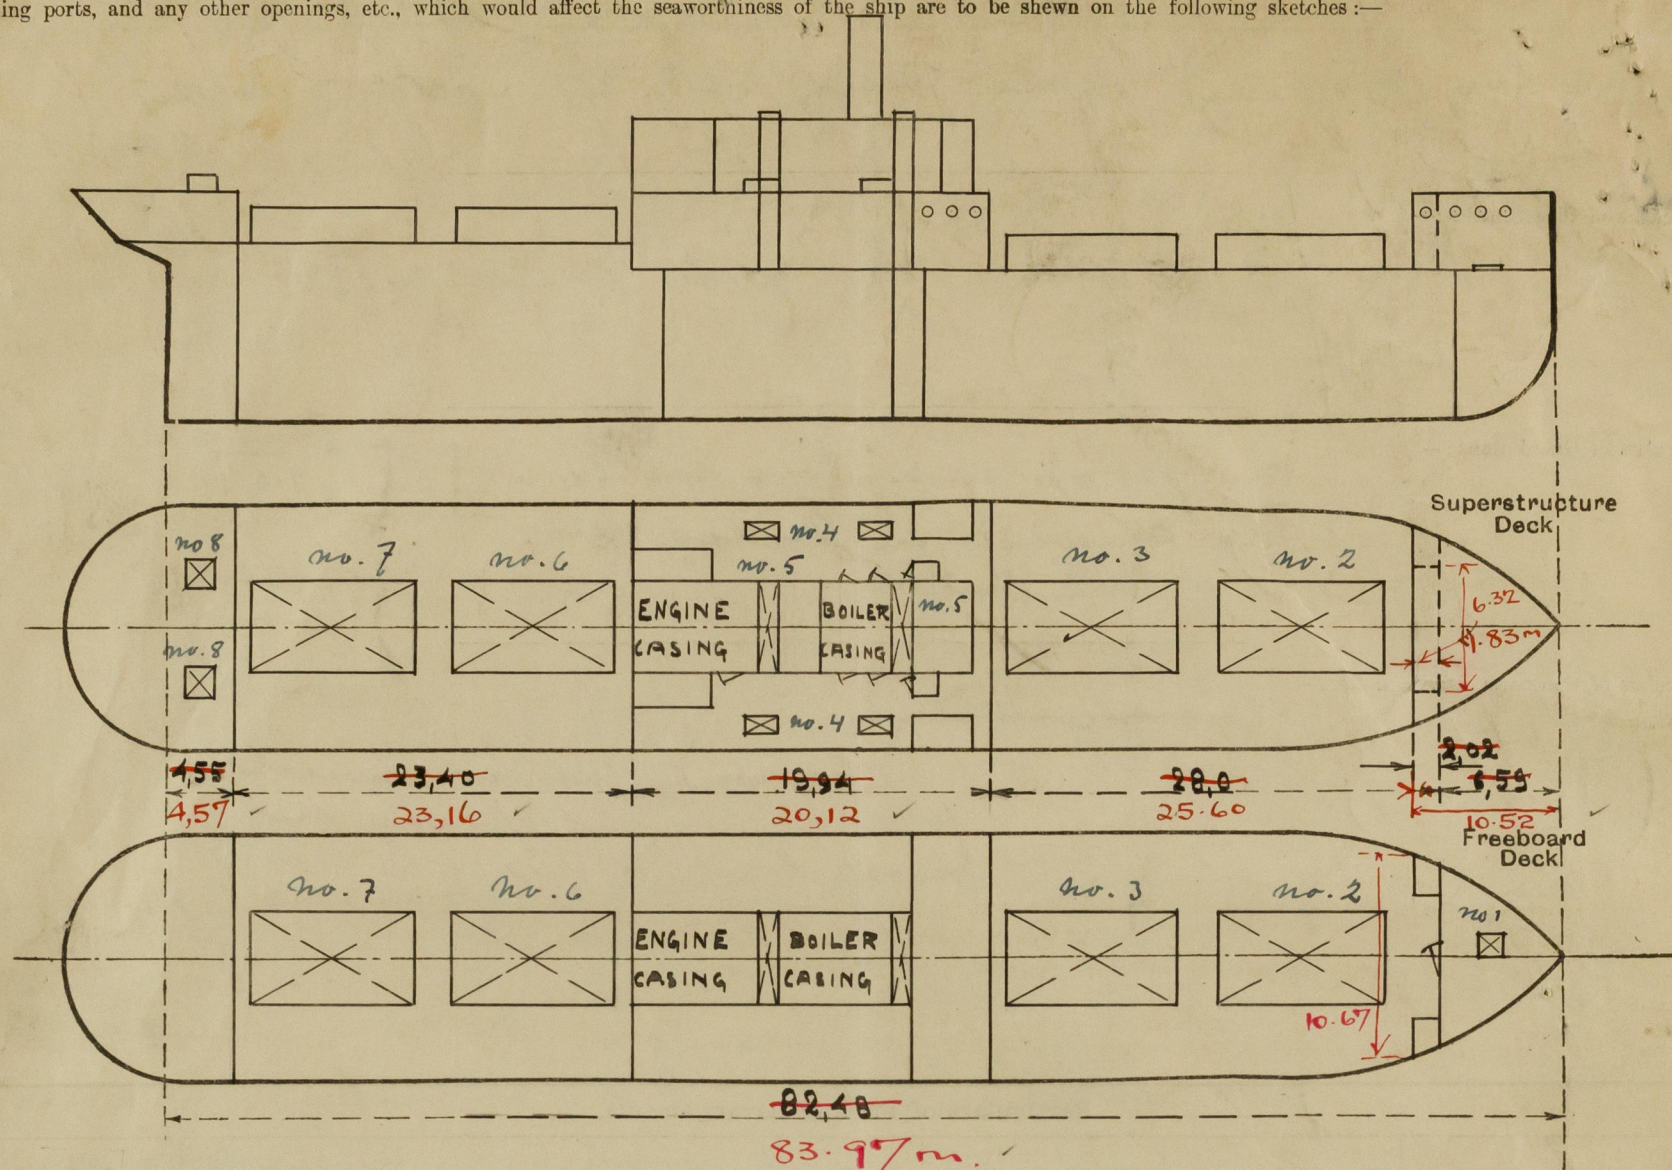 ing ports, and any other openings, etc., which would affect the seaworthiness of the ship are to be shewn on the following sketches :—
Superstructure
Deck
no 8
no. 7
no. 6
no. 4
no. 5
no. 3
no. 2
ENGINE
CASING
BOILER
CASING
no. 5
6.32
1.83m
no. 8
no. 4
2,02
4,55
23,40
19,94
28,0
6,59
4,57
23,16
20,12
25.60
10.52
Freeboard
Deck
no. 7
no. 6
no. 3
no. 2
no 1
ENGINE
CASING
BOILER
CASING
10.67
82,48